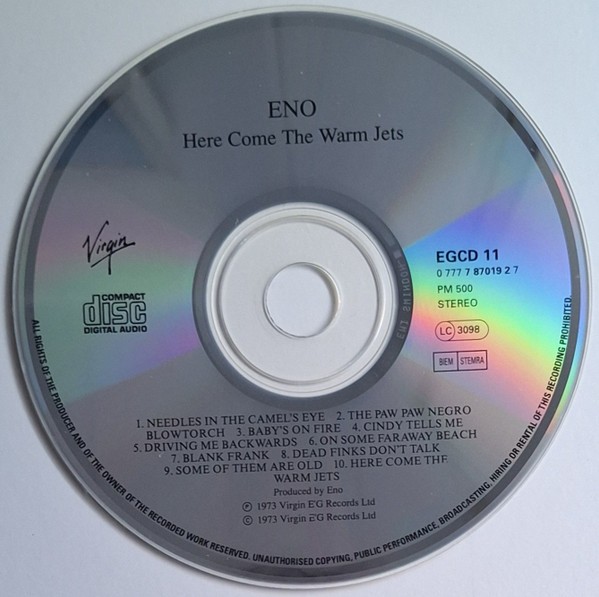 ENO
Here Come The Warm Jets
Virgin
COMPACT
disc
DIGITAL AUDIO
EGCD 11
0 777 7 87019 2 7
PM 500
STEREO
LC 3098
BIEM STEMRA
1. NEEDLES IN THE CAMEL'S EYE 2. THE PAW PAW NEGRO
BLOWTORCH 3. BABY'S ON FIRE 4. CINDY TELLS ME
5. DRIVING ME BACKWARDS 6. ON SOME FARAWAY BEACH
7. BLANK FRANK 8. DEAD FINKS DON'T TALK
9. SOME OF THEM ARE OLD 10. HERE COME THE
WARM JETS
Produced by Eno
℗ 1973 Virgin E'G Records Ltd
© 1973 Virgin E'G Records Ltd
ALL RIGHTS OF THE PRODUCER AND OF THE OWNER OF THE RECORDED WORK RESERVED. UNAUTHORISED COPYING, PUBLIC PERFORMANCE, BROADCASTING, HIRING OR RENTAL OF THIS RECORDING PROHIBITED